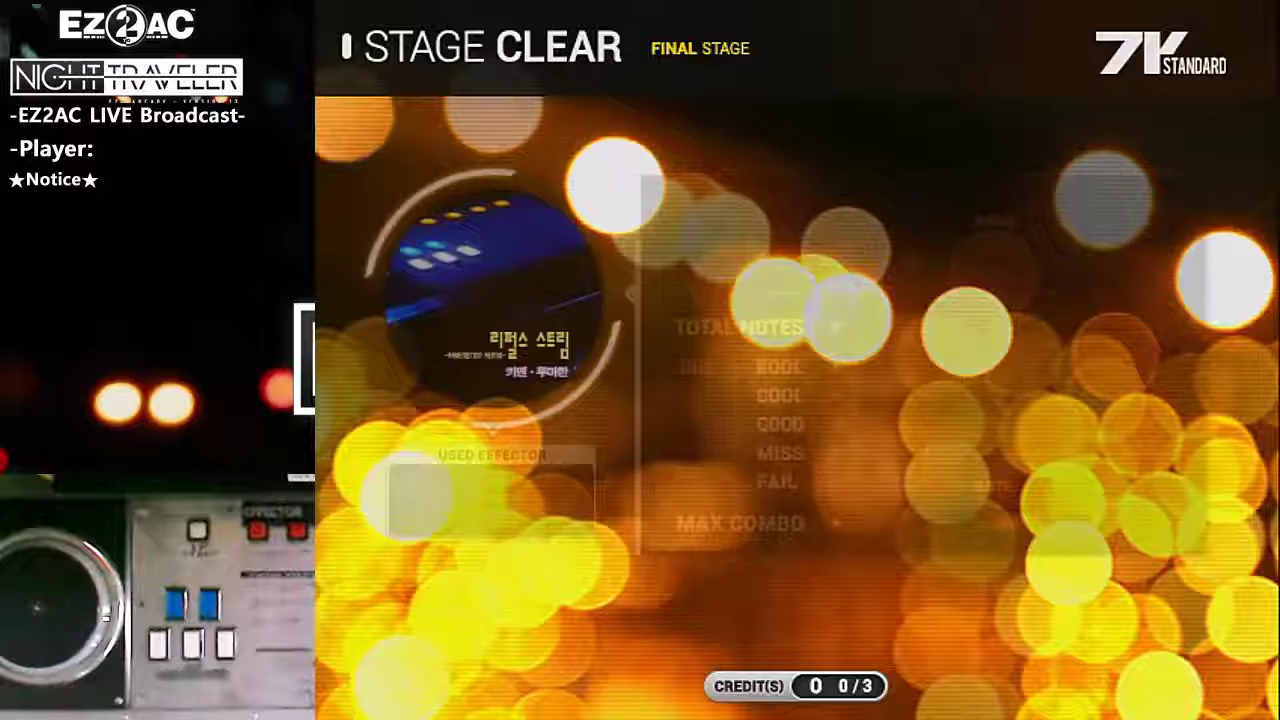 EZ2AC
NIGHT TRAVELER
-EZ2AC LIVE Broadcast-
-Player:
★Notice★
STAGE CLEAR
FINAL STAGE
7K STANDARD
리펄스 스트림
USED EFFECTOR
TOTAL NOTES
KOOL
COOL
GOOD
MISS
FAIL
MAX COMBO
EFFECTOR
CREDIT(S) 0 0/3